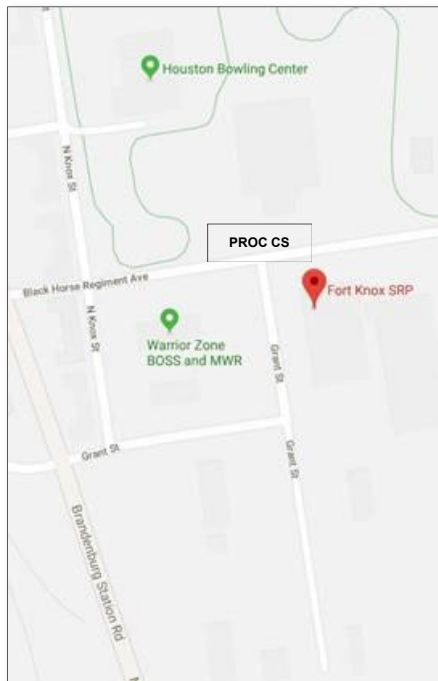 Houston Bowling Center
N Knox St
PROC CS
Black Horse Regiment Ave
Fort Knox SRP
N Knox St
Warrior Zone
BOSS and MWR
Grant St
Grant St
Grant St
Brandenburg Station Rd